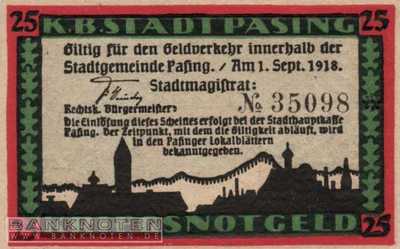 25 K.B. STADT PASING 25
Giltig für den Geldverkehr innerhalb der
Stadtgemeinde Pasing. / Am 1. Sept. 1918.
Stadtmagistrat:
Rechtsk. Bürgermeister:
№ 35098
Die Einlösung dieses Scheines erfolgt bei der Stadthauptkasse
Pasing. Der Zeitpunkt, mit dem die Giltigkeit abläuft, wird
in den Pasinger Lokalblättern
bekanntgegeben.
SNOTGELD 25
BANKNOTEN
WWW.BANKNOTEN.DE